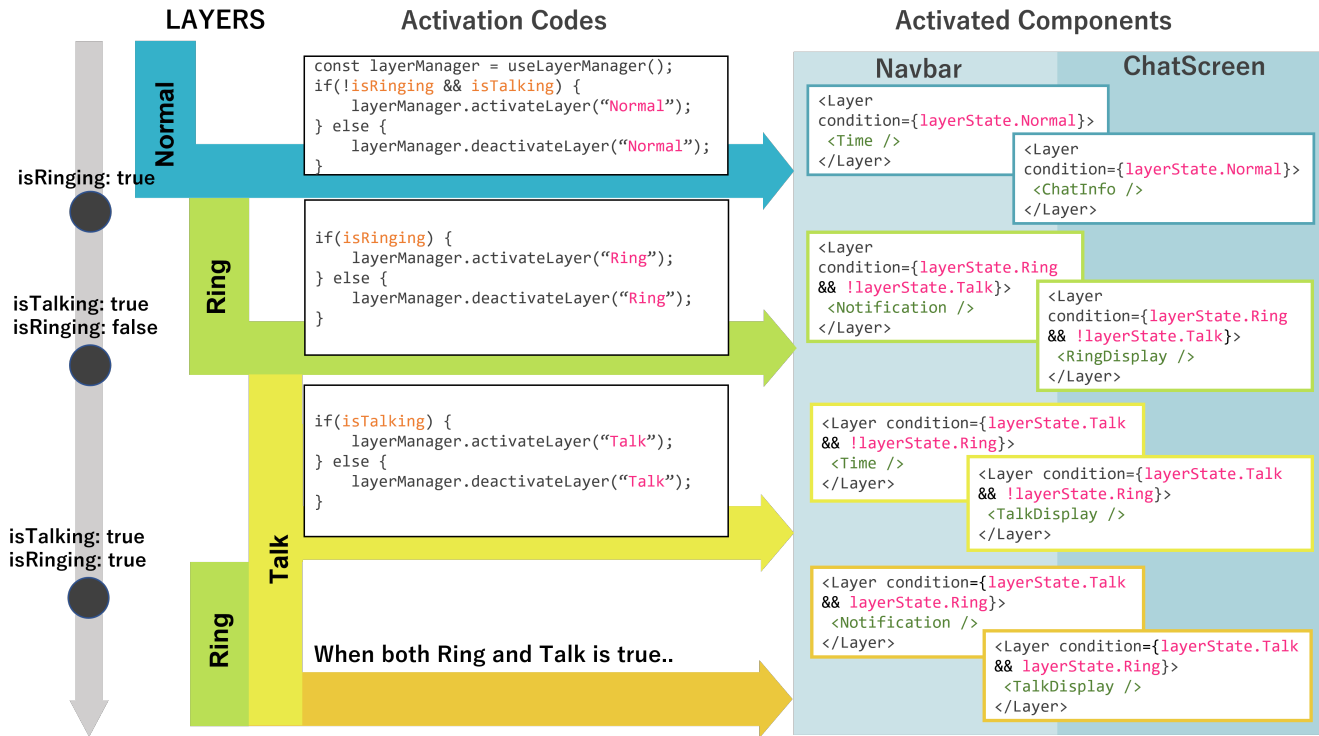 LAYERS
Activation Codes
Activated Components
Navbar
ChatScreen
Normal
const layerManager = useLayerManager();
if(!isRinging && isTalking) {
layerManager.activateLayer(“Normal”);
} else {
layerManager.deactivateLayer(“Normal”);
}
<Layer
condition={layerState.Normal}>
<Time />
</Layer>
<Layer
condition={layerState.Normal}>
<ChatInfo />
</Layer>
isRinging: true
Ring
if(isRinging) {
layerManager.activateLayer(“Ring”);
} else {
layerManager.deactivateLayer(“Ring”);
}
<Layer
condition={layerState.Ring
&& !layerState.Talk}>
<Notification />
</Layer>
<Layer
condition={layerState.Ring
&& !layerState.Talk}>
<RingDisplay />
</Layer>
isTalking: true
isRinging: false
Talk
if(isTalking) {
layerManager.activateLayer(“Talk”);
} else {
layerManager.deactivateLayer(“Talk”);
}
<Layer condition={layerState.Talk
&& !layerState.Ring}>
<Time />
</Layer>
<Layer condition={layerState.Talk
&& !layerState.Ring}>
<TalkDisplay />
</Layer>
isTalking: true
isRinging: true
Ring
When both Ring and Talk is true..
<Layer condition={layerState.Talk
&& layerState.Ring}>
<Notification />
</Layer>
<Layer condition={layerState.Talk
&& layerState.Ring}>
<TalkDisplay />
</Layer>